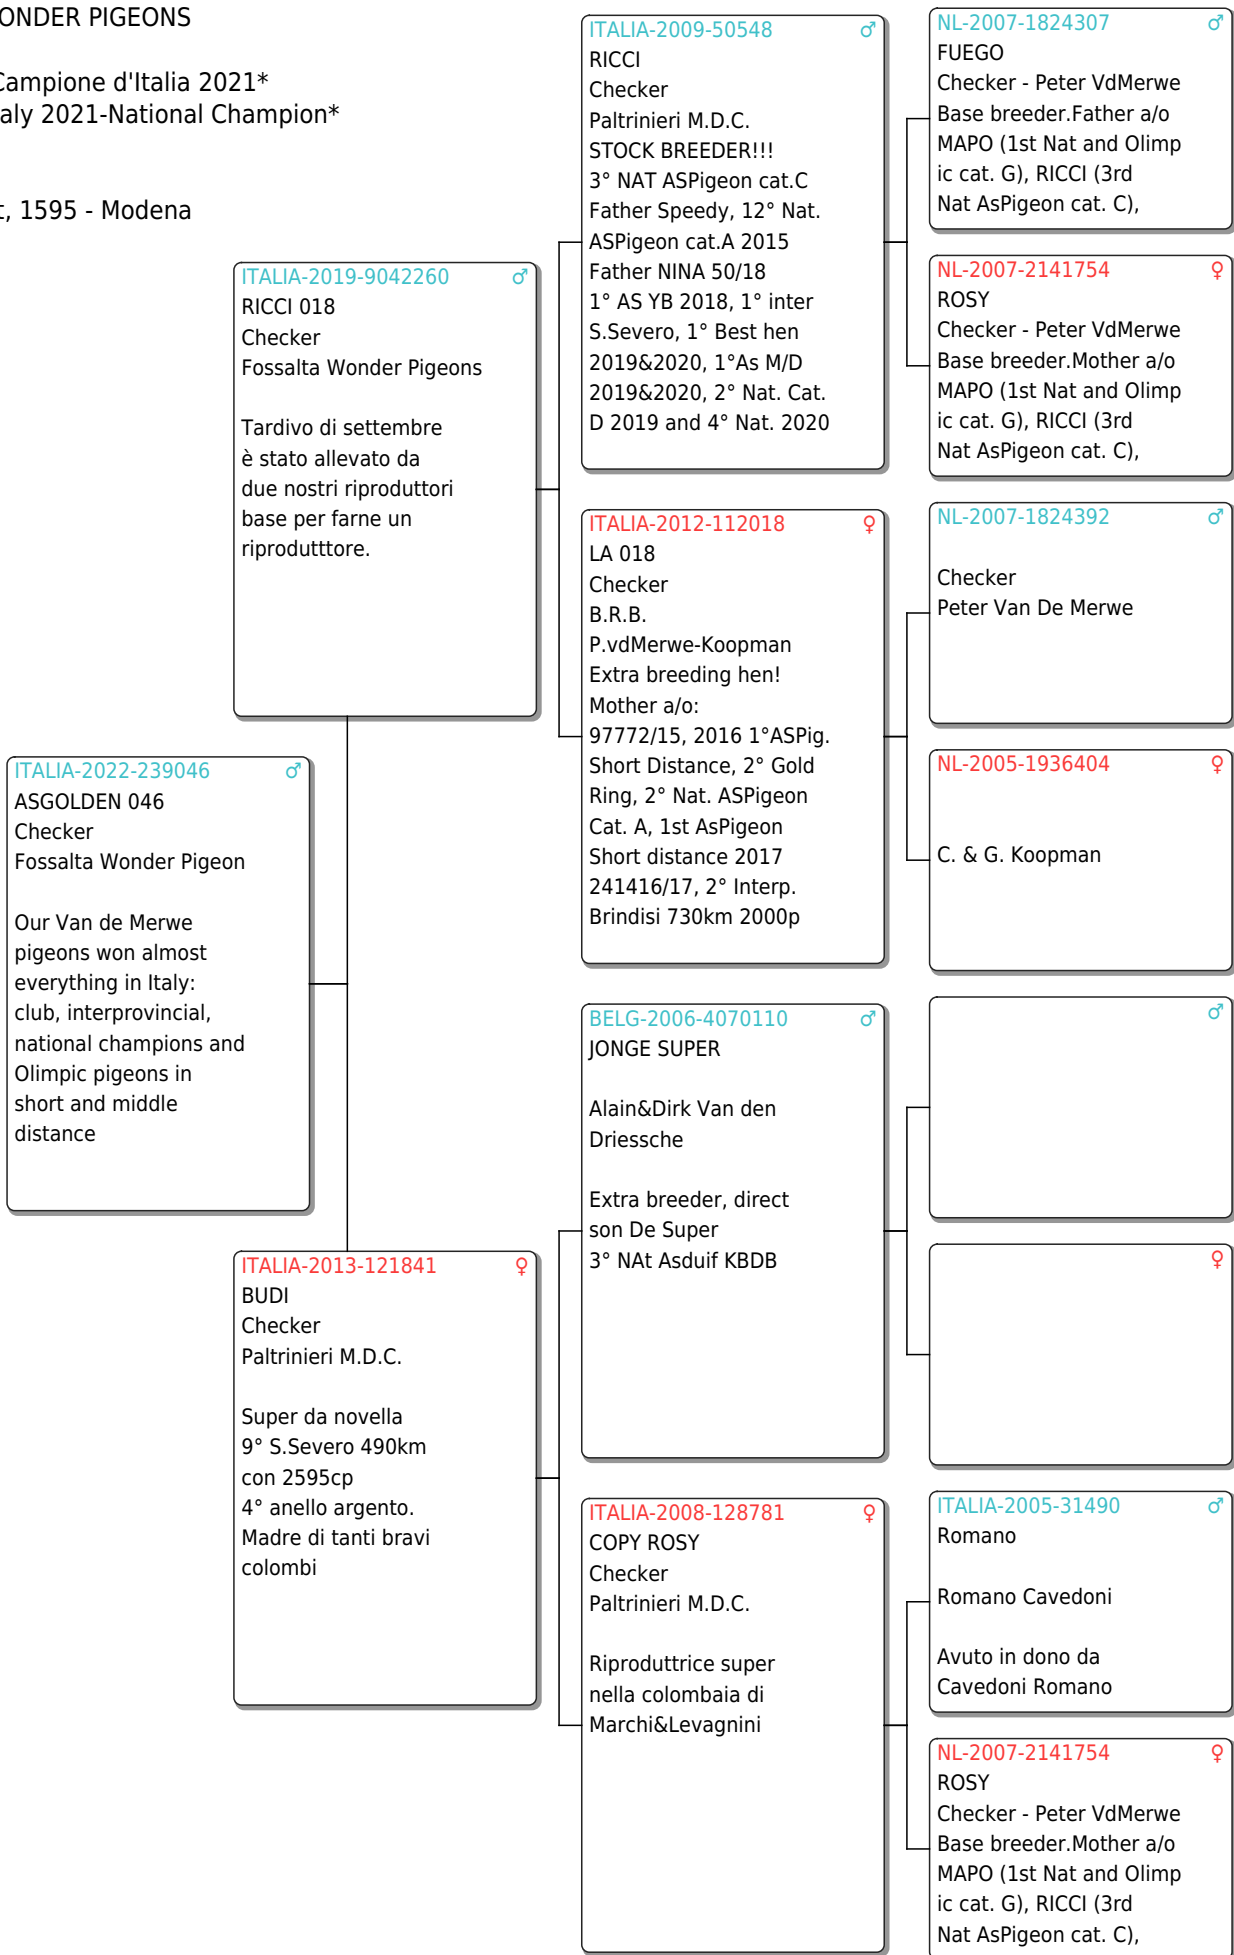 ONDER PIGEONS
Campione d'Italia 2021*
aly 2021-National Champion*
t, 1595 - Modena
ITALIA-2022-239046 ♂
ASGOLDEN 046
Checker
Fossalta Wonder Pigeon
Our Van de Merwe
pigeons won almost
everything in Italy:
club, interprovincial,
national champions and
Olimpic pigeons in
short and middle
distance
ITALIA-2019-9042260 ♂
RICCI 018
Checker
Fossalta Wonder Pigeons
Tardivo di settembre
è stato allevato da
due nostri riproduttori
base per farne un
riprodutttore.
ITALIA-2013-121841 ♀
BUDI
Checker
Paltrinieri M.D.C.
Super da novella
9° S.Severo 490km
con 2595cp
4° anello argento.
Madre di tanti bravi
colombi
ITALIA-2009-50548 ♂
RICCI
Checker
Paltrinieri M.D.C.
STOCK BREEDER!!!
3° NAT ASPigeon cat.C
Father Speedy, 12° Nat.
ASPigeon cat.A 2015
Father NINA 50/18
1° AS YB 2018, 1° inter
S.Severo, 1° Best hen
2019&2020, 1°As M/D
2019&2020, 2° Nat. Cat.
D 2019 and 4° Nat. 2020
ITALIA-2012-112018 ♀
LA 018
Checker
B.R.B.
P.vdMerwe-Koopman
Extra breeding hen!
Mother a/o:
97772/15, 2016 1°ASPig.
Short Distance, 2° Gold
Ring, 2° Nat. ASPigeon
Cat. A, 1st AsPigeon
Short distance 2017
241416/17, 2° Interp.
Brindisi 730km 2000p
BELG-2006-4070110 ♂
JONGE SUPER
Alain&Dirk Van den
Driessche
Extra breeder, direct
son De Super
3° NAt Asduif KBDB
ITALIA-2008-128781 ♀
COPY ROSY
Checker
Paltrinieri M.D.C.
Riproduttrice super
nella colombaia di
Marchi&Levagnini
NL-2007-1824307 ♂
FUEGO
Checker - Peter VdMerwe
Base breeder.Father a/o
MAPO (1st Nat and Olimp
ic cat. G), RICCI (3rd
Nat AsPigeon cat. C),
NL-2007-2141754 ♀
ROSY
Checker - Peter VdMerwe
Base breeder.Mother a/o
MAPO (1st Nat and Olimp
ic cat. G), RICCI (3rd
Nat AsPigeon cat. C),
NL-2007-1824392 ♂
Checker
Peter Van De Merwe
NL-2005-1936404 ♀
C. & G. Koopman
♂
♀
ITALIA-2005-31490 ♂
Romano
Romano Cavedoni
Avuto in dono da
Cavedoni Romano
NL-2007-2141754 ♀
ROSY
Checker - Peter VdMerwe
Base breeder.Mother a/o
MAPO (1st Nat and Olimp
ic cat. G), RICCI (3rd
Nat AsPigeon cat. C),